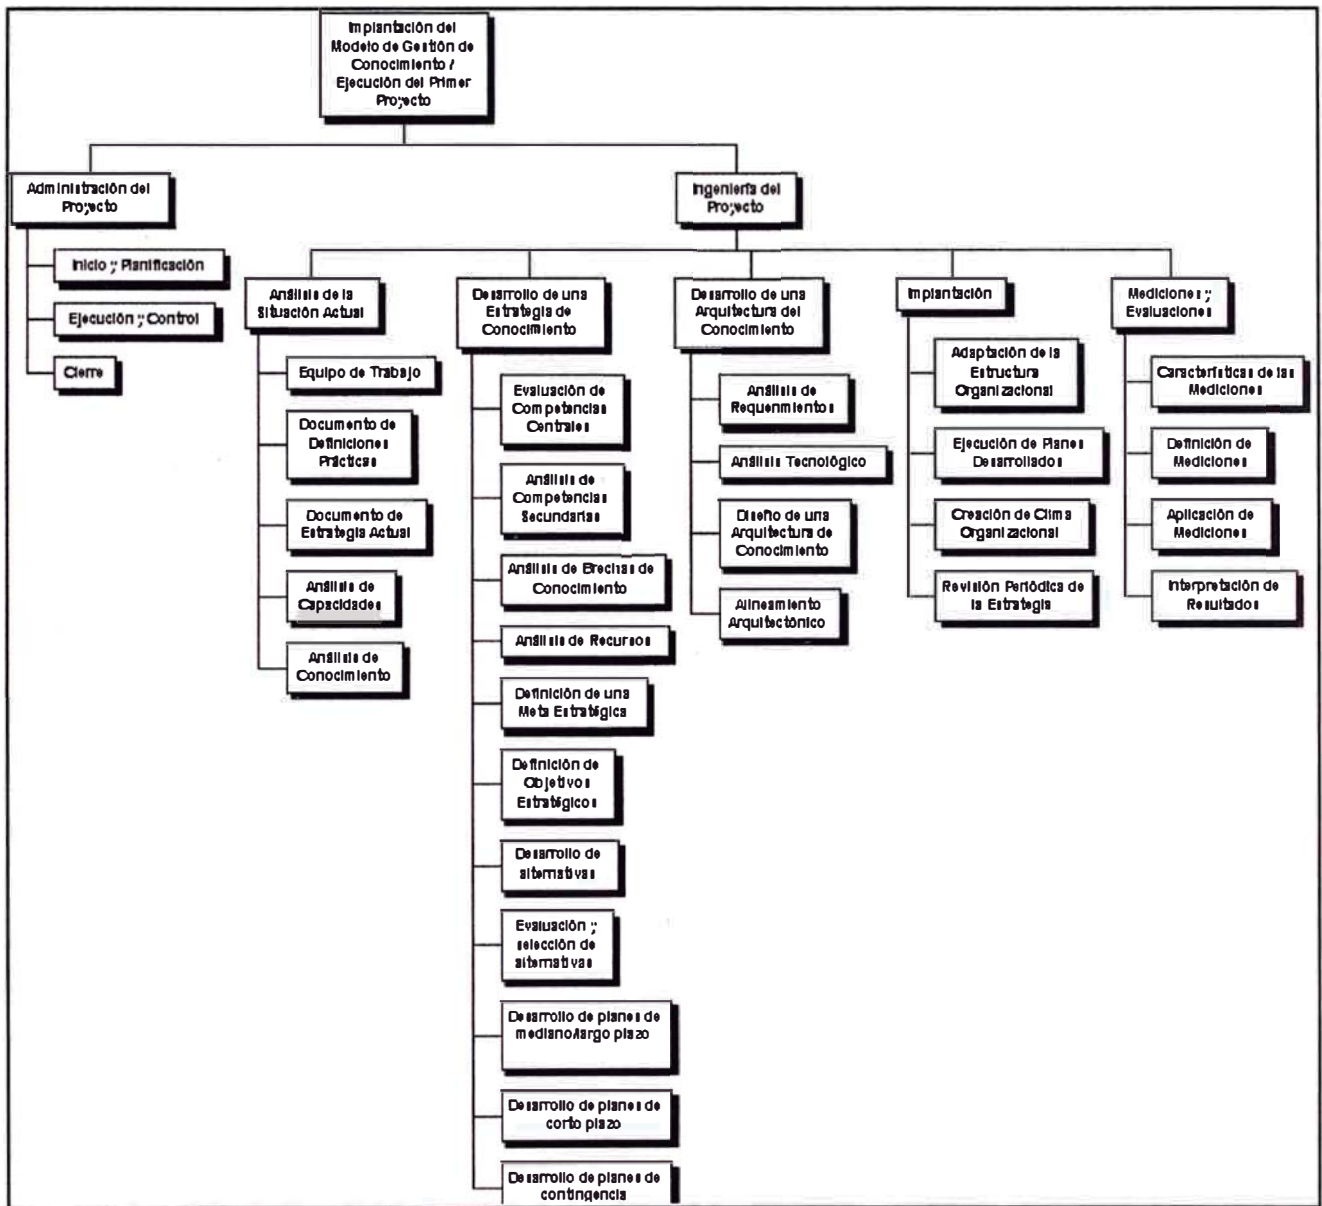 Implantación del
Modelo de Gestión de
Conocimiento /
Ejecución del Primer
Proyecto
Administración del
Proyecto
Inicio y Planificación
Ejecución y Control
Cierre
Ingeniería del
Proyecto
Análisis de la
Situación Actual
Equipo de Trabajo
Documento de
Definiciones
Prácticas
Documento de
Estrategia Actual
Análisis de
Capacidades
Análisis de
Conocimiento
Desarrollo de una
Estrategia de
Conocimiento
Evaluación de
Competencias
Centrales
Análisis de
Competencias
Secundarias
Análisis de Brechas de
Conocimiento
Análisis de Recursos
Definición de una
Meta Estratégica
Definición de
Objetivos
Estratégicos
Desarrollo de
alternativas
Evaluación y
selección de
alternativas
Desarrollo de planes de
mediano/largo plazo
Desarrollo de planes de
corto plazo
Desarrollo de planes de
contingencia
Desarrollo de una
Arquitectura del
Conocimiento
Análisis de
Requerimientos
Análisis Tecnológico
Diseño de una
Arquitectura de
Conocimiento
Alineamiento
Arquitectónico
Implantación
Adaptación de la
Estructura
Organizacional
Ejecución de Planes
Desarrollados
Creación de Clima
Organizacional
Revisión Periódica de
la Estrategia
Mediciones y
Evaluaciones
Características de las
Mediciones
Definición de
Mediciones
Aplicación de
Mediciones
Interpretación de
Resultados